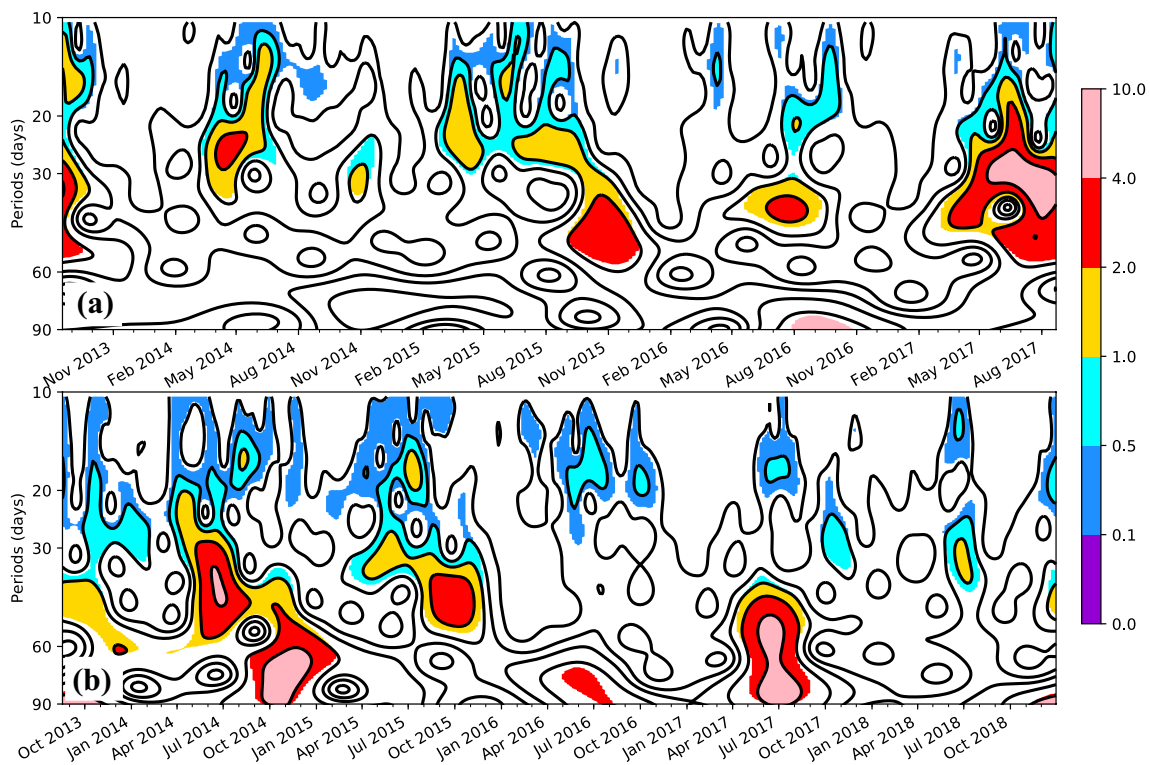 10
20
30
60
90
Periods (days)
(a)
Nov 2013
Feb 2014
May 2014
Aug 2014
Nov 2014
Feb 2015
May 2015
Aug 2015
Nov 2015
Feb 2016
May 2016
Aug 2016
Nov 2016
Feb 2017
May 2017
Aug 2017
10
20
30
60
90
Periods (days)
(b)
Oct 2013
Jan 2014
Apr 2014
Jul 2014
Oct 2014
Jan 2015
Apr 2015
Jul 2015
Oct 2015
Jan 2016
Apr 2016
Jul 2016
Oct 2016
Jan 2017
Apr 2017
Jul 2017
Oct 2017
Jan 2018
Apr 2018
Jul 2018
Oct 2018
10.0
4.0
2.0
1.0
0.5
0.1
0.0